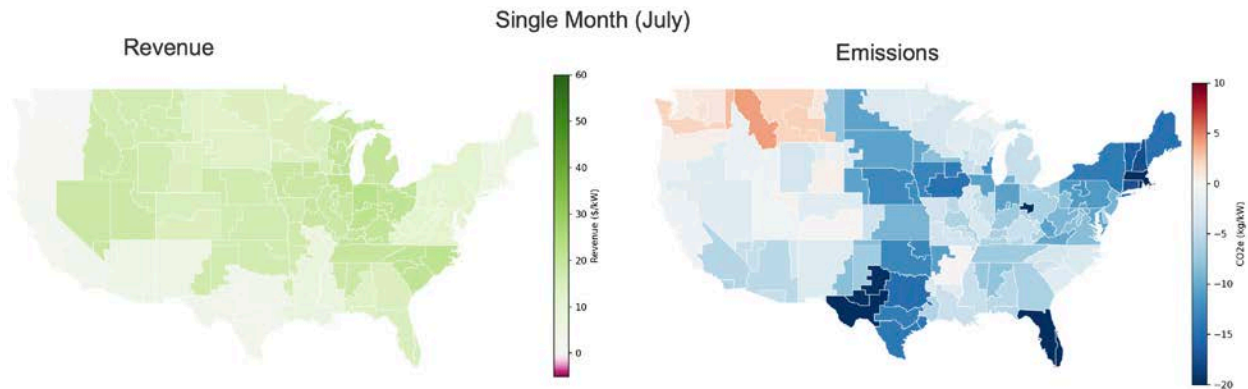 Single Month (July)
Revenue
Emissions
60
50
40
30
20
10
0
Revenue ($/kW)
10
5
0
−5
−10
−15
−20
CO2e (kg/kW)